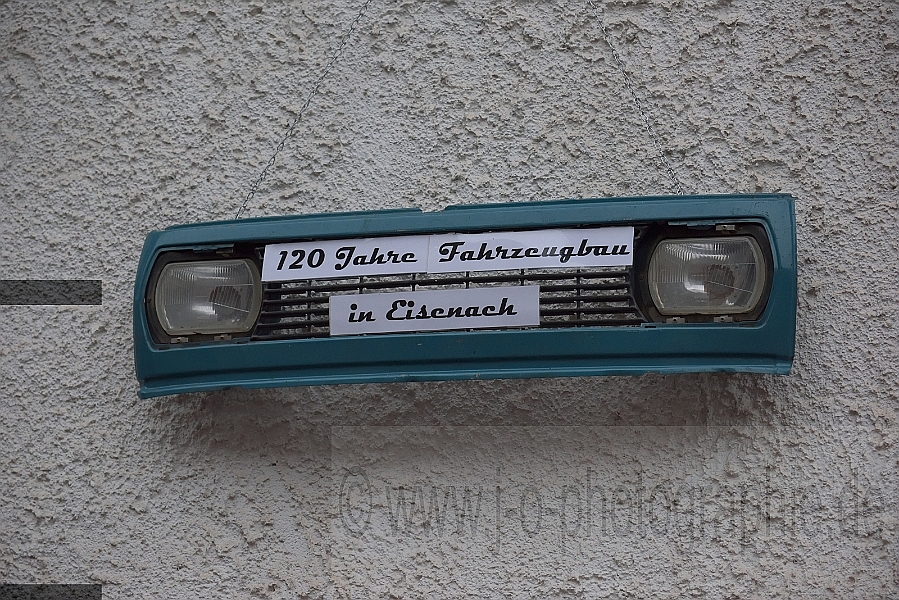 120 Jahre Fahrzeugbau
in Eisenach
© www.j-o-photographie.de